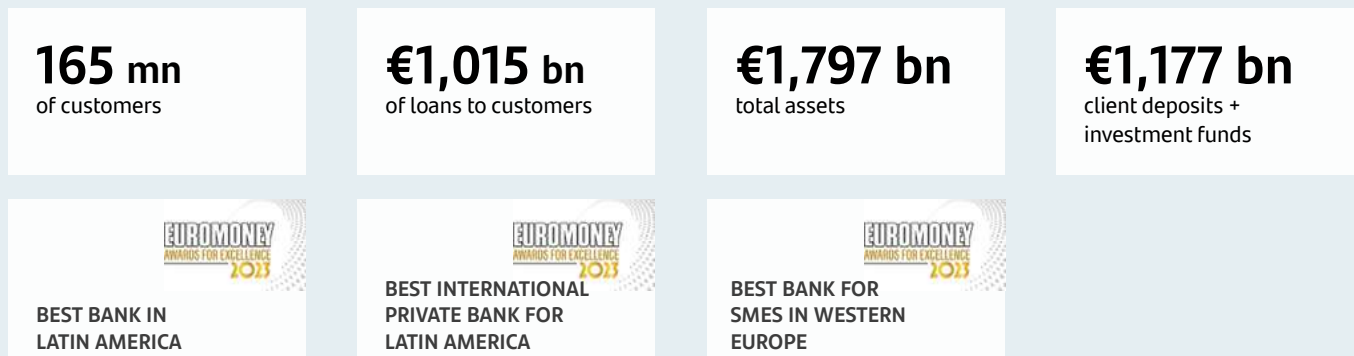 165 mn
of customers
€1,015 bn
of loans to customers
€1,797 bn
total assets
€1,177 bn
client deposits +
investment funds
EUROMONEY
AWARDS FOR EXCELLENCE
2023
BEST BANK IN
LATIN AMERICA
EUROMONEY
AWARDS FOR EXCELLENCE
2023
BEST INTERNATIONAL
PRIVATE BANK FOR
LATIN AMERICA
EUROMONEY
AWARDS FOR EXCELLENCE
2023
BEST BANK FOR
SMES IN WESTERN
EUROPE